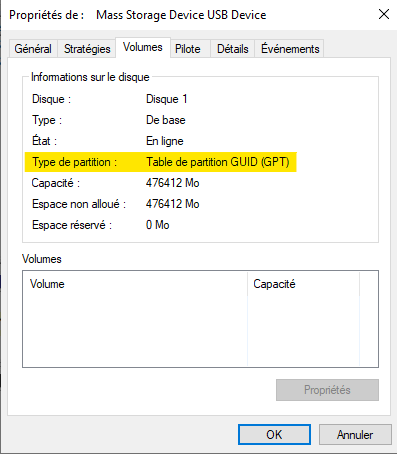 Propriétés de : Mass Storage Device USB Device
Général Stratégies Volumes Pilote Détails Événements
Informations sur le disque
Disque : Disque 1
Type : De base
État : En ligne
Type de partition : Table de partition GUID (GPT)
Capacité : 476412 Mo
Espace non alloué : 476412 Mo
Espace réservé : 0 Mo
Volumes
Volume Capacité
Propriétés
OK Annuler